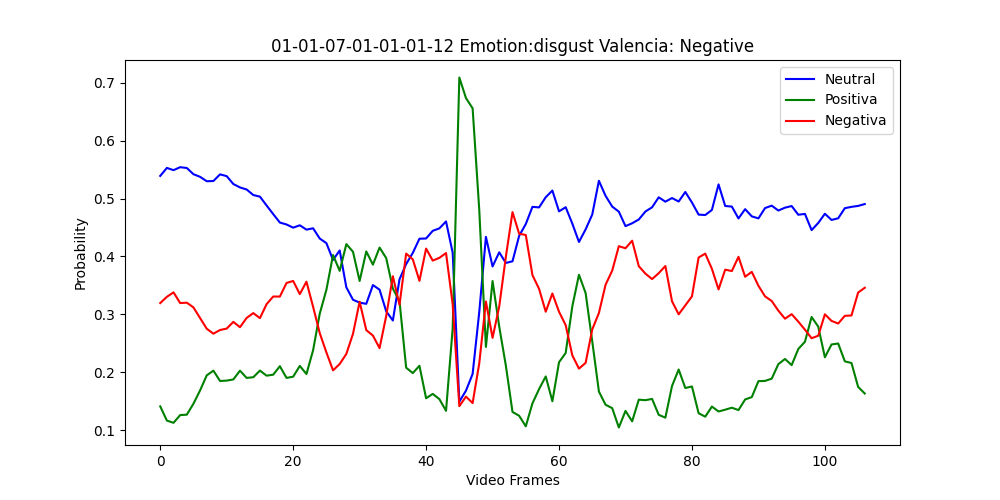 01-01-07-01-01-01-12 Emotion:disgust Valencia: Negative
Neutral
Positiva
Negativa
Probability
0.7
0.6
0.5
0.4
0.3
0.2
0.1
0 20 40 60 80 100
Video Frames